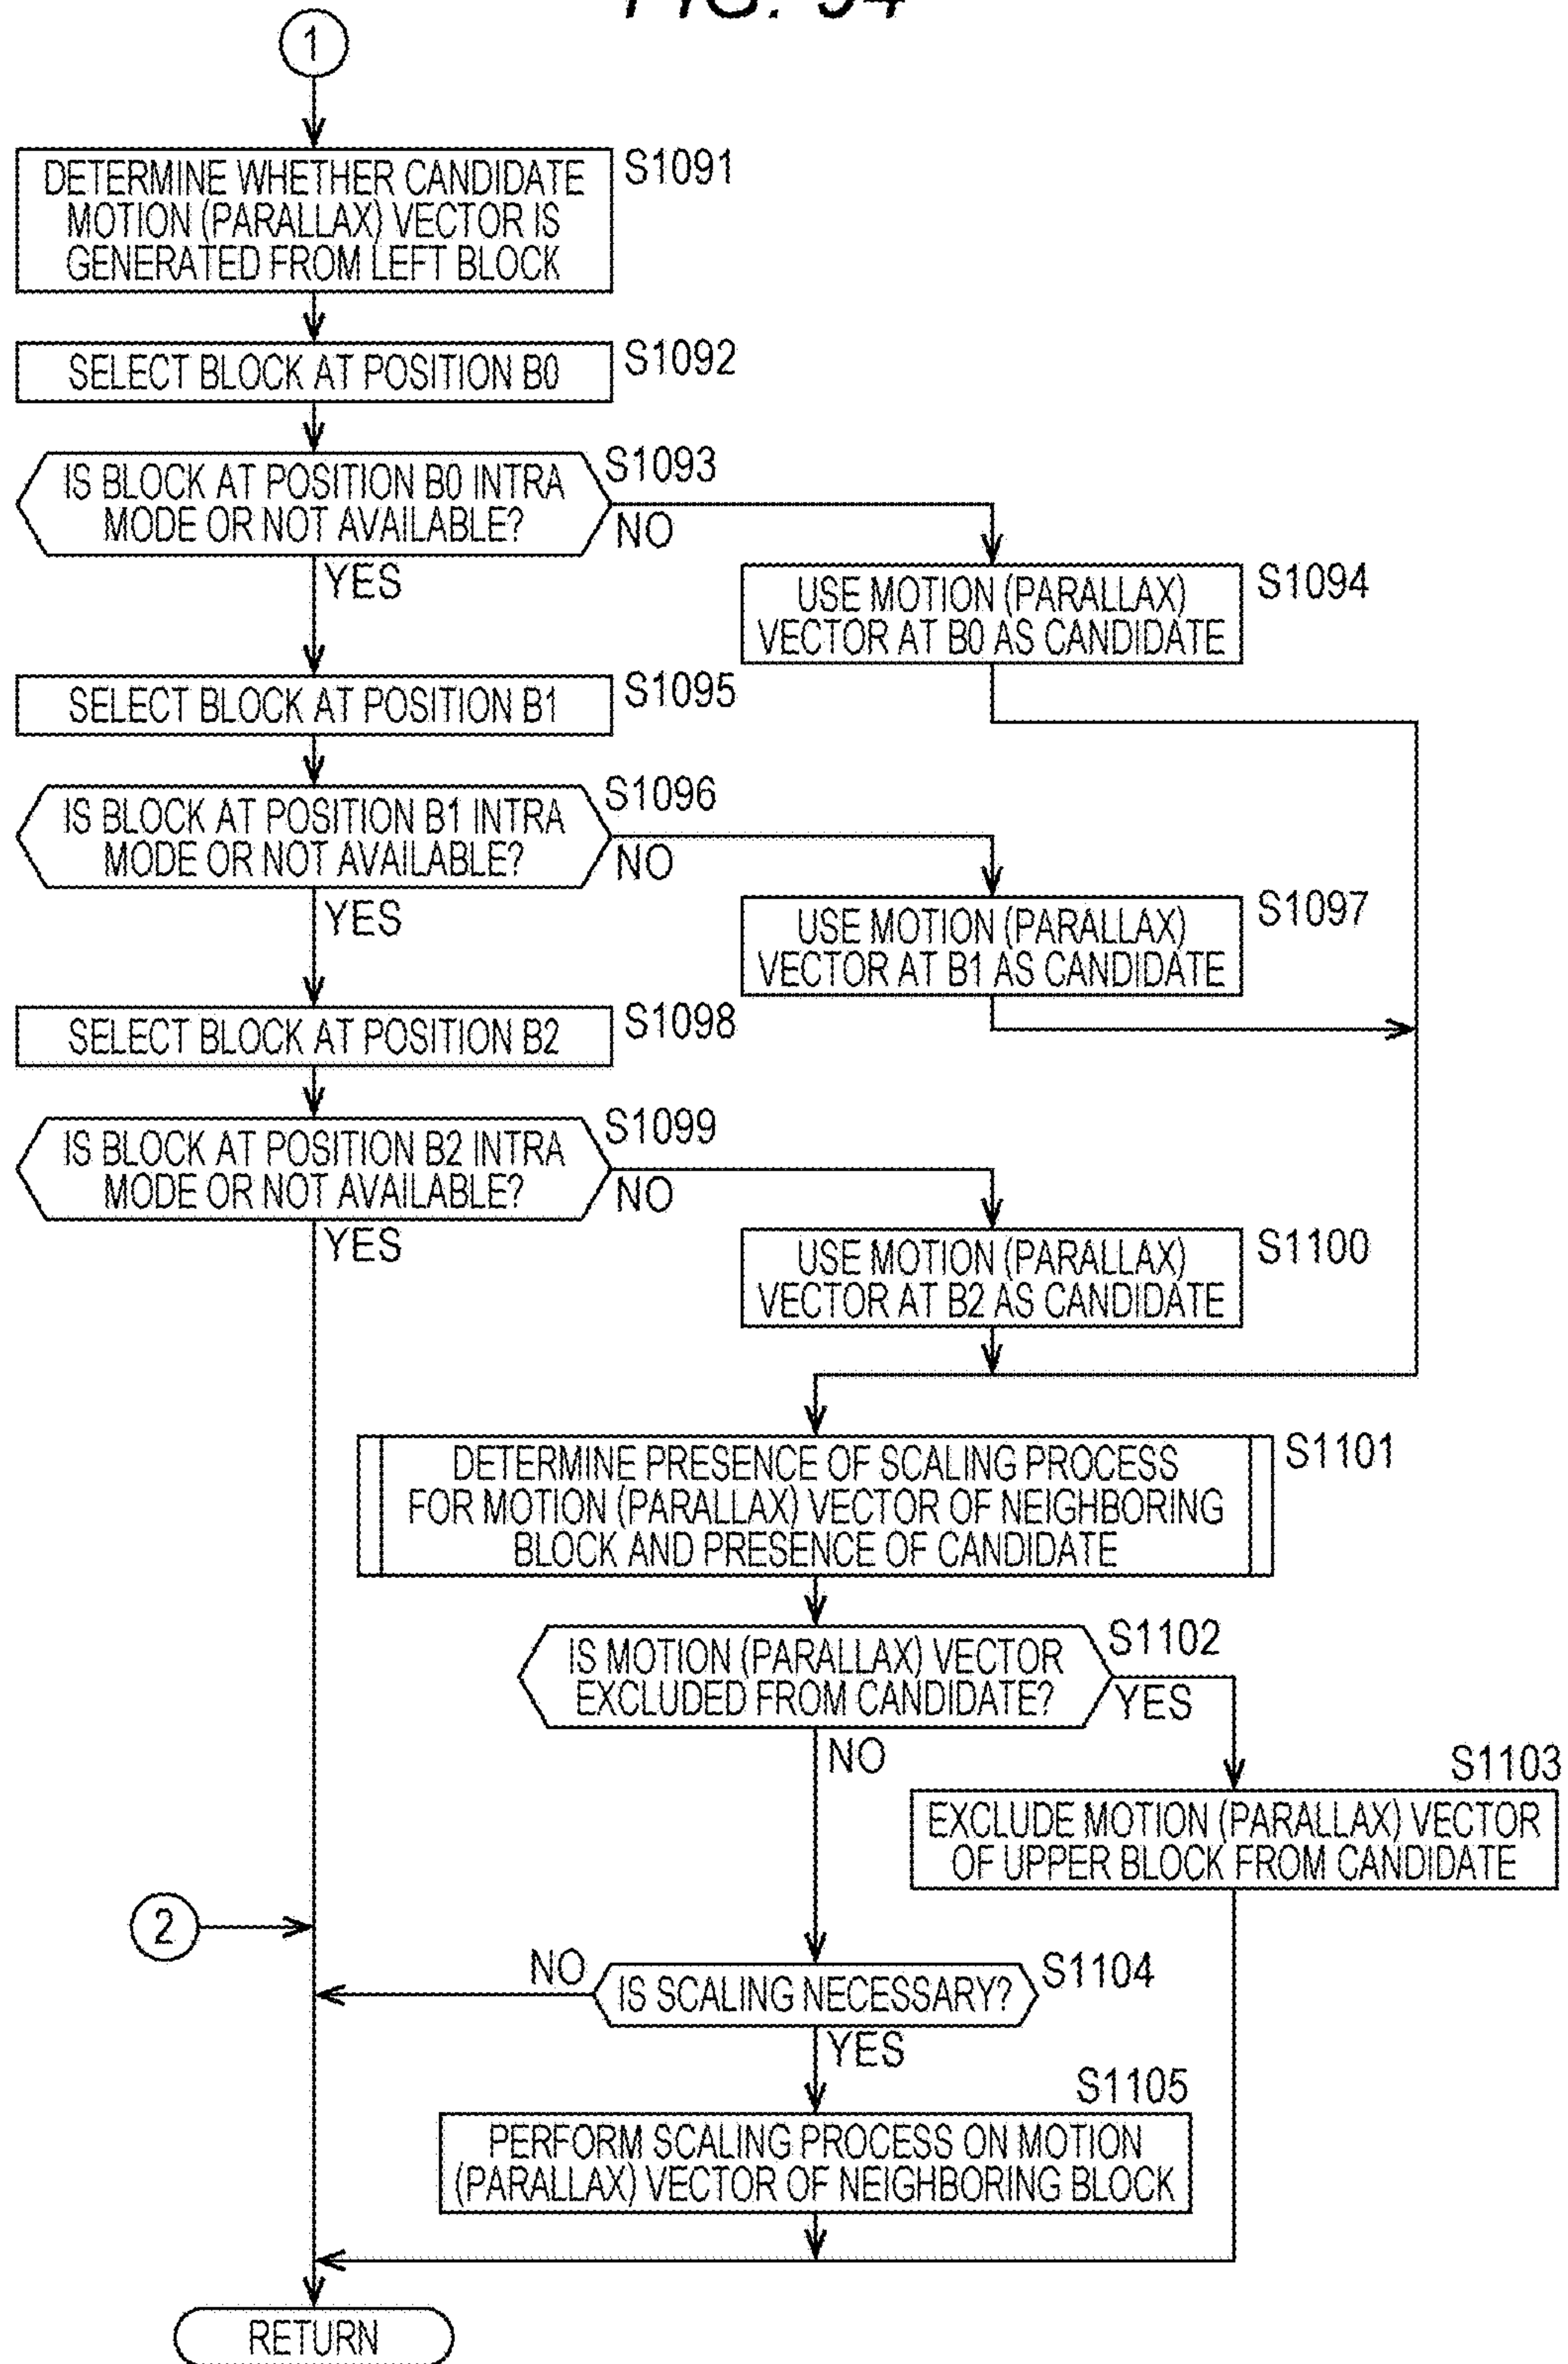 FIG. 94
1
DETERMINE WHETHER CANDIDATE
MOTION (PARALLAX) VECTOR IS
GENERATED FROM LEFT BLOCK
S1091
SELECT BLOCK AT POSITION B0
S1092
IS BLOCK AT POSITION B0 INTRA
MODE OR NOT AVAILABLE?
S1093
NO
YES
USE MOTION (PARALLAX)
VECTOR AT B0 AS CANDIDATE
S1094
SELECT BLOCK AT POSITION B1
S1095
IS BLOCK AT POSITION B1 INTRA
MODE OR NOT AVAILABLE?
S1096
NO
YES
USE MOTION (PARALLAX)
VECTOR AT B1 AS CANDIDATE
S1097
SELECT BLOCK AT POSITION B2
S1098
IS BLOCK AT POSITION B2 INTRA
MODE OR NOT AVAILABLE?
S1099
NO
YES
USE MOTION (PARALLAX)
VECTOR AT B2 AS CANDIDATE
S1100
DETERMINE PRESENCE OF SCALING PROCESS
FOR MOTION (PARALLAX) VECTOR OF NEIGHBORING
BLOCK AND PRESENCE OF CANDIDATE
S1101
IS MOTION (PARALLAX) VECTOR
EXCLUDED FROM CANDIDATE?
S1102
YES
NO
S1103
EXCLUDE MOTION (PARALLAX) VECTOR
OF UPPER BLOCK FROM CANDIDATE
2
NO
IS SCALING NECESSARY?
S1104
YES
S1105
PERFORM SCALING PROCESS ON MOTION
(PARALLAX) VECTOR OF NEIGHBORING BLOCK
RETURN